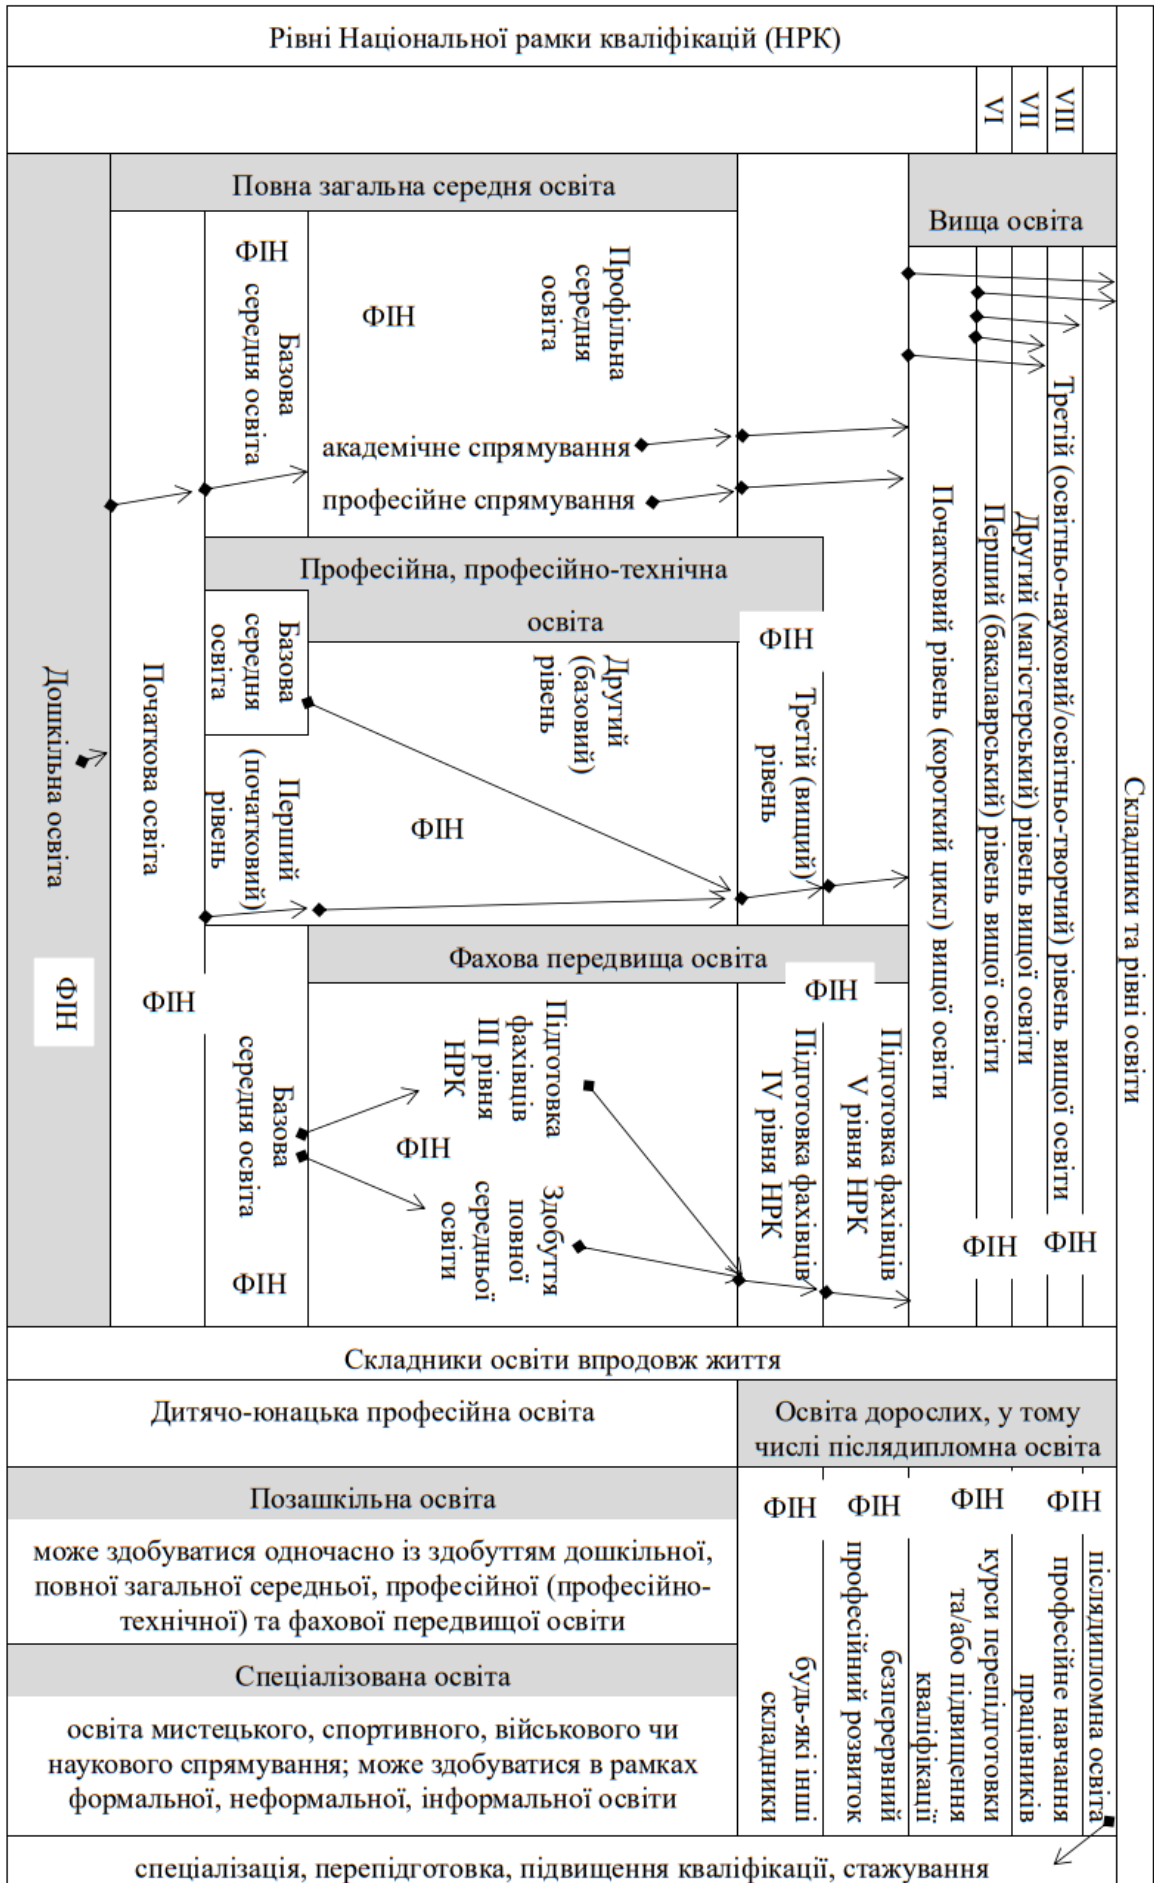 Рівні Національної рамки кваліфікацій (НРК)
VI
VII
VIII
Складники та рівні освіти
Дошкільна освіта
ФІН
Початкова освіта
ФІН
Повна загальна середня освіта
ФІН
Базова
середня освіта
ФІН
Профільна
середня
освіта
академічне спрямування
професійне спрямування
Професійна, професійно-технічна
освіта
Базова
середня
освіта
Перший
(початковий)
рівень
Другий
(базовий)
рівень
ФІН
ФІН
Третій (вищий)
рівень
Фахова передвища освіта
Базова
середня освіта
ФІН
Підготовка
фахівців
ІІІ рівня
НРК
ФІН
Здобуття
повної
середньої
освіти
ФІН
Підготовка фахівців
IV рівня НРК
Підготовка фахівців
V рівня НРК
Вища освіта
Початковий рівень (короткий цикл) вищої освіти
Перший (бакалаврський) рівень вищої освіти
Другий (магістерський) рівень вищої освіти
Третій (освітньо-науковий/освітньо-творчий) рівень вищої освіти
ФІН
ФІН
Складники освіти впродовж життя
Дитячо-юнацька професійна освіта
Позашкільна освіта
може здобуватися одночасно із здобуттям дошкільної,
повної загальної середньої, професійної (професійно-
технічної) та фахової передвищої освіти
Спеціалізована освіта
освіта мистецького, спортивного, військового чи
наукового спрямування; може здобуватися в рамках
формальної, неформальної, інформальної освіти
Освіта дорослих, у тому
числі післядипломна освіта
ФІН
ФІН
ФІН
ФІН
післядипломна освіта
професійне навчання
працівників
курси перепідготовки
та/або підвищення
кваліфікації
безперервний
професійний розвиток
будь-які інші
складники
спеціалізація, перепідготовка, підвищення кваліфікації, стажування